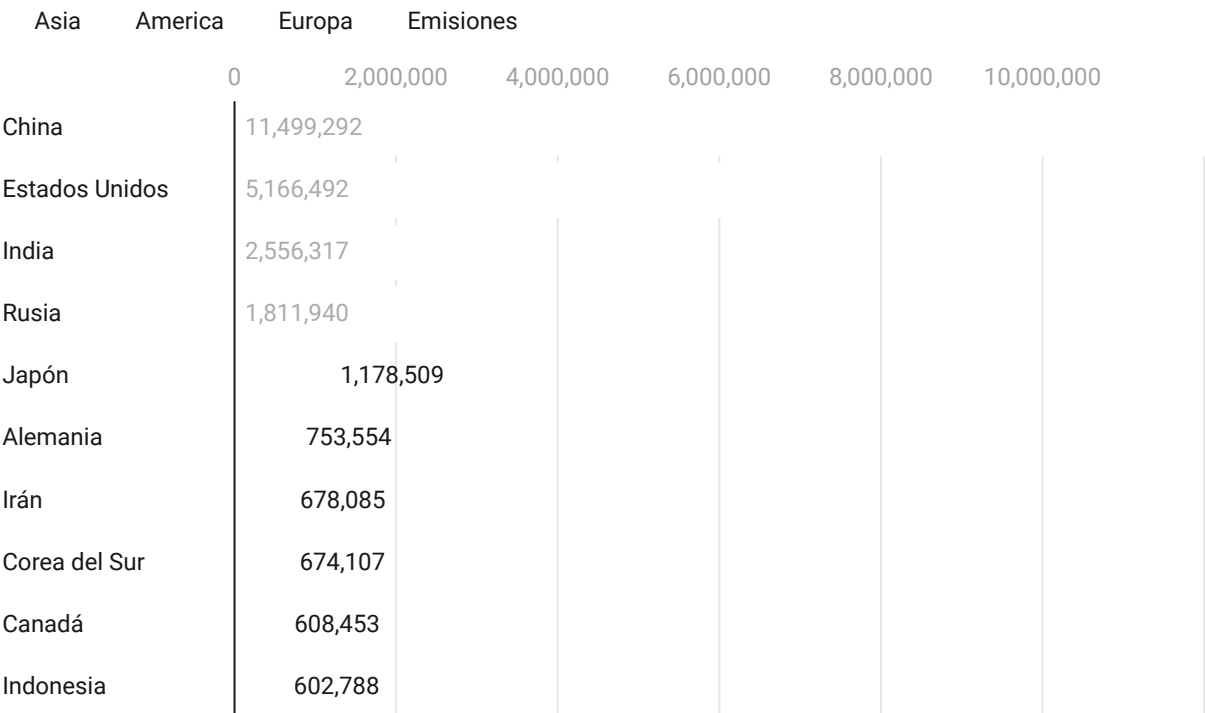 Asia America Europa Emisiones
0 2,000,000 4,000,000 6,000,000 8,000,000 10,000,000
China 11,499,292
Estados Unidos 5,166,492
India 2,556,317
Rusia 1,811,940
Japón 1,178,509
Alemania 753,554
Irán 678,085
Corea del Sur 674,107
Canadá 608,453
Indonesia 602,788